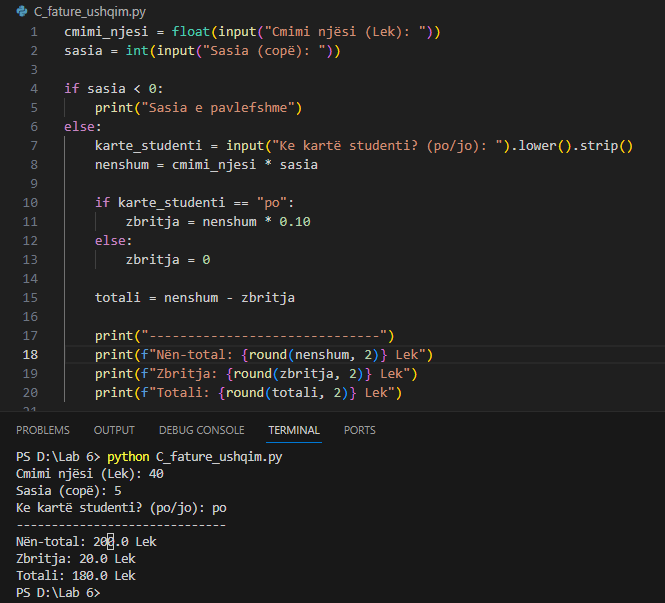 C_fature_ushqim.py
1 cmimi_njesi = float(input("Cmimi njësi (Lek): "))
2 sasia = int(input("Sasia (copë): "))
3
4 if sasia < 0:
5     print("Sasia e pavlefshme")
6 else:
7     karte_studenti = input("Ke kartë studenti? (po/jo): ").lower().strip()
8     nenshum = cmimi_njesi * sasia
9
10     if karte_studenti == "po":
11         zbritja = nenshum * 0.10
12     else:
13         zbritja = 0
14
15     totali = nenshum - zbritja
16
17     print("------------------------------")
18     print(f"Nën-total: {round(nenshum, 2)} Lek")
19     print(f"Zbritja: {round(zbritja, 2)} Lek")
20     print(f"Totali: {round(totali, 2)} Lek")
21
PROBLEMS OUTPUT DEBUG CONSOLE TERMINAL PORTS
PS D:\Lab 6> python C_fature_ushqim.py
Cmimi njësi (Lek): 40
Sasia (copë): 5
Ke kartë studenti? (po/jo): po
------------------------------
Nën-total: 200.0 Lek
Zbritja: 20.0 Lek
Totali: 180.0 Lek
PS D:\Lab 6>